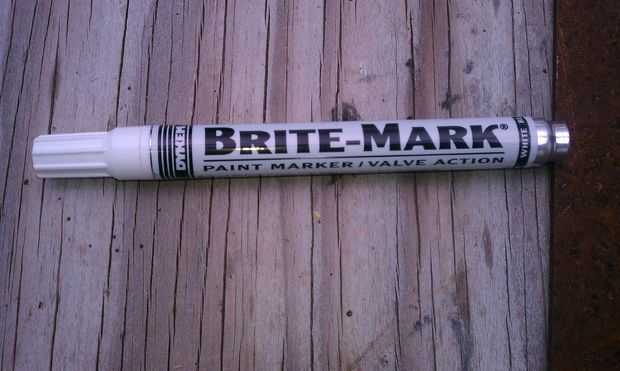 DYKEM
BRITE-MARK®
PAINT MARKER / VALVE ACTION
WHITE